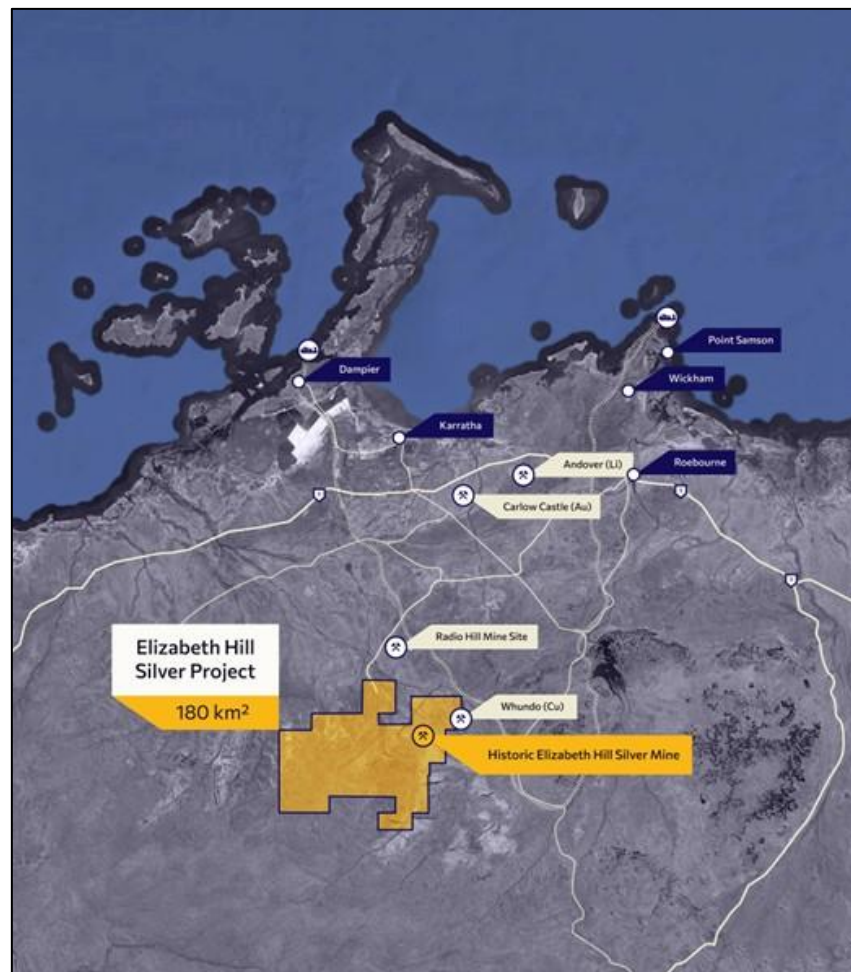 Point Samson
Dampier
Wickham
Karratha
Andover (Li)
Roebourne
Carlow Castle (Au)
Radio Hill Mine Site
Elizabeth Hill
Silver Project
180 km²
Whundo (Cu)
Historic Elizabeth Hill Silver Mine